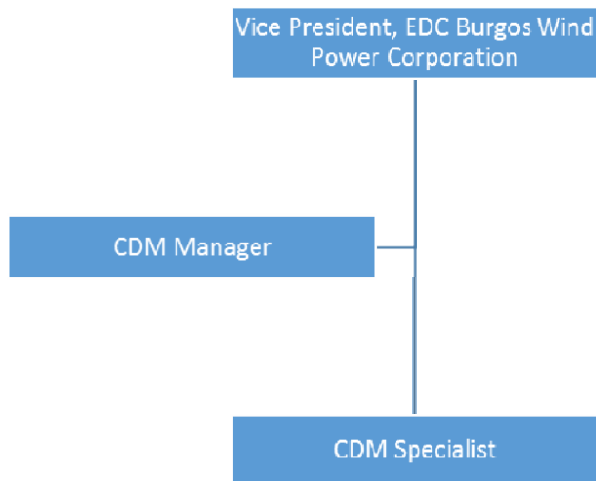 Vice President, EDC Burgos Wind
Power Corporation
CDM Manager
CDM Specialist